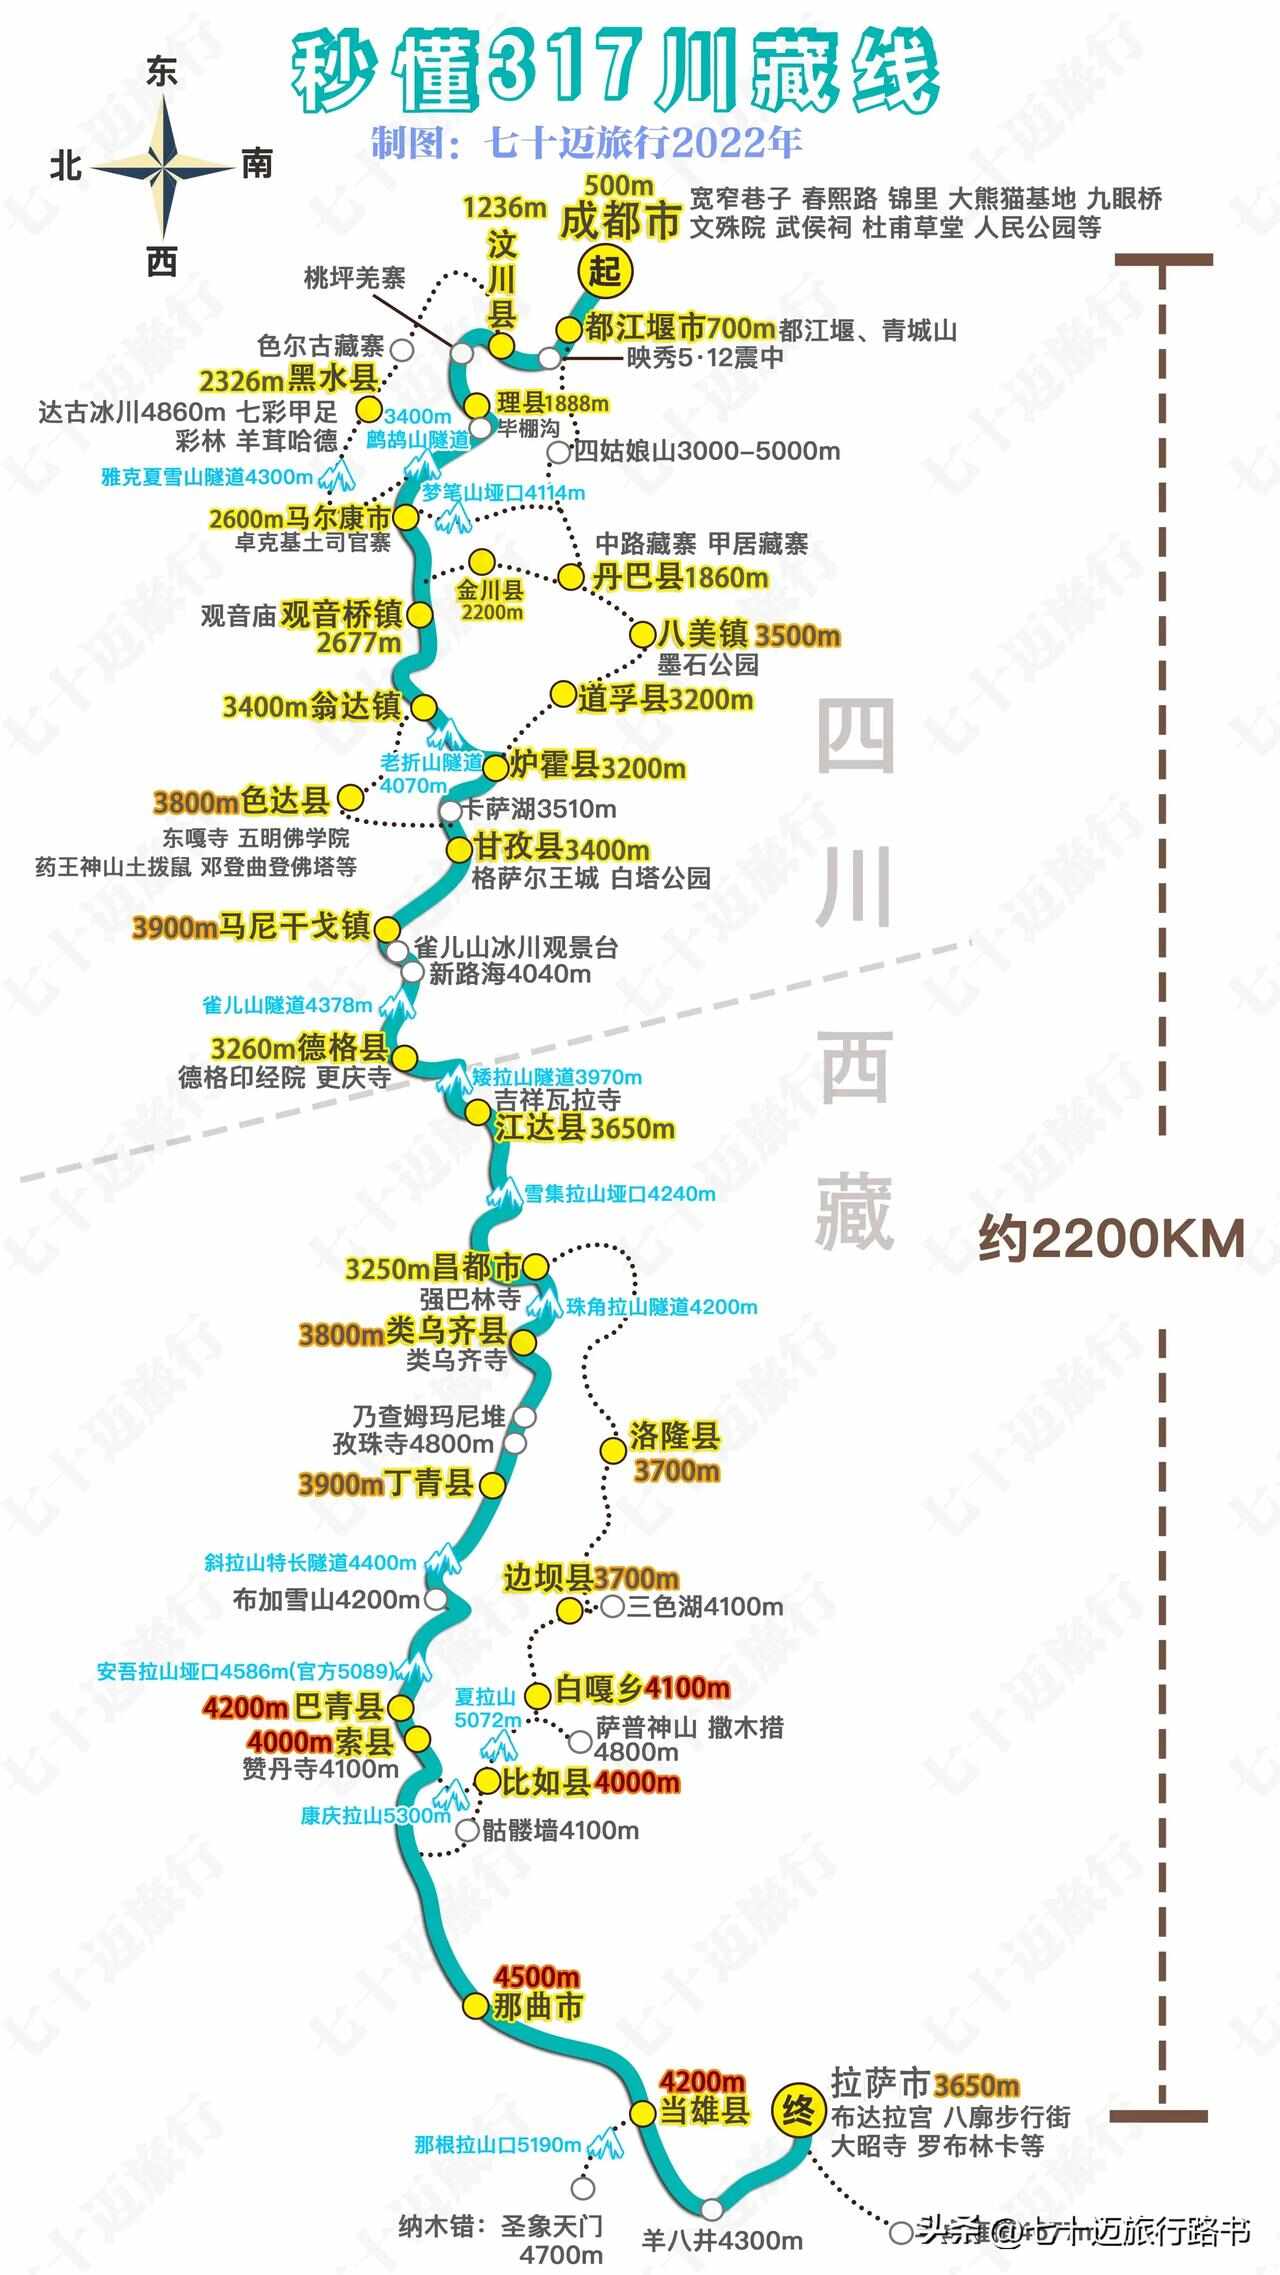 秒懂317川藏线
制图：七十迈旅行2022年
东
北
南
西
500m
成都市
起
宽窄巷子 春熙路 锦里 大熊猫基地 九眼桥
文殊院 武侯祠 杜甫草堂 人民公园等
1236m
汶川县
桃坪羌寨
都江堰市700m都江堰、青城山
映秀5·12震中
色尔古藏寨
2326m黑水县
达古冰川4860m 七彩甲足
彩林 羊茸哈德
理县1888m
毕棚沟
3400m
鹧鸪山隧道
四姑娘山3000-5000m
雅克夏雪山隧道4300m
梦笔山垭口4114m
2600m马尔康市
卓克基土司官寨
中路藏寨 甲居藏寨
丹巴县1860m
金川县
2200m
观音庙 观音桥镇
2677m
八美镇 3500m
墨石公园
3400m翁达镇
道孚县3200m
老折山隧道
4070m
炉霍县3200m
3800m色达县
东嘎寺 五明佛学院
药王神山土拨鼠 邓登曲登佛塔等
卡萨湖3510m
甘孜县3400m
格萨尔王城 白塔公园
四川
3900m马尼干戈镇
雀儿山冰川观景台
新路海4040m
雀儿山隧道4378m
3260m德格县
德格印经院 更庆寺
西藏
矮拉山隧道3970m
吉祥瓦拉寺
江达县3650m
雪集拉山垭口4240m
约2200KM
3250m昌都市
强巴林寺
珠角拉山隧道4200m
3800m类乌齐县
类乌齐寺
乃查姆玛尼堆
孜珠寺4800m
洛隆县
3700m
3900m丁青县
斜拉山特长隧道4400m
布加雪山4200m
边坝县3700m
三色湖4100m
安吾拉山垭口4586m(官方5089)
4200m巴青县
4000m索县
赞丹寺4100m
白嘎乡4100m
夏拉山
5072m
萨普神山 撒木措
4800m
比如县4000m
康庆拉山5300m
骷髅墙4100m
4500m
那曲市
4200m
当雄县
终
拉萨市3650m
布达拉宫 八廓步行街
大昭寺 罗布林卡等
那根拉山口5190m
纳木错：圣象天门
4700m
羊八井4300m
头条@七十迈旅行路书
七十迈旅行